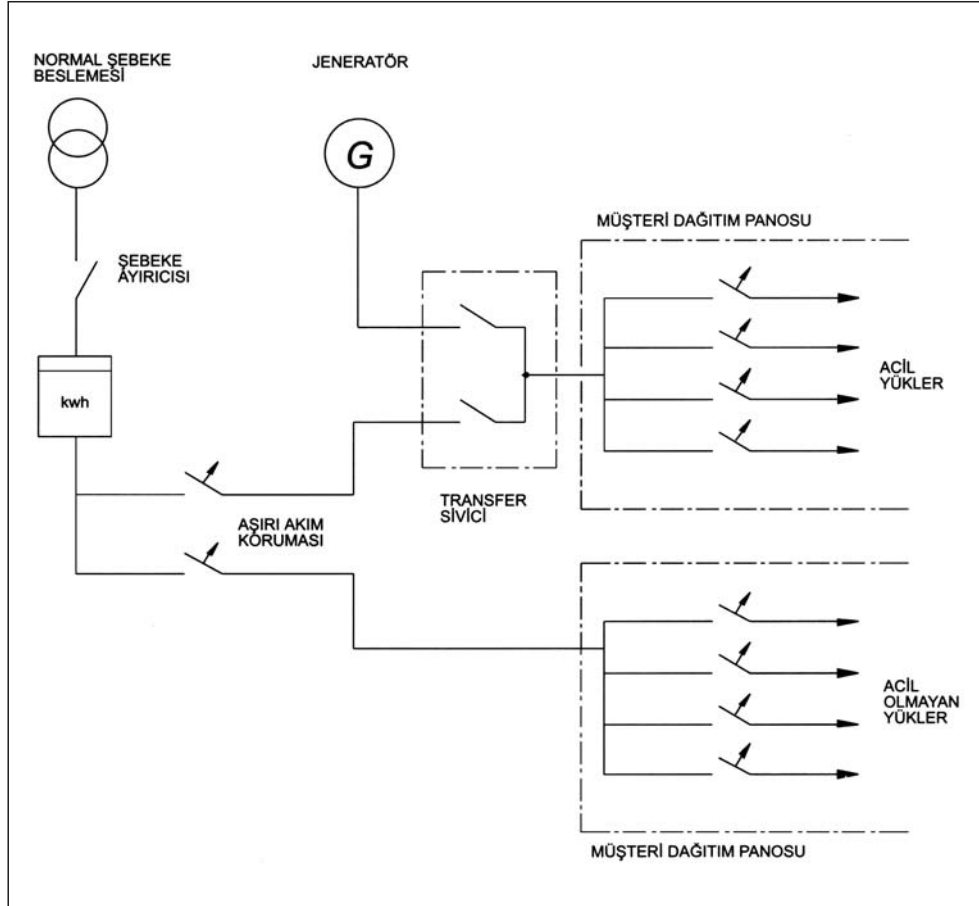 NORMAL ŞEBEKE
BESLEMESİ
JENERATÖR
G
MÜŞTERİ DAĞITIM PANOSU
ŞEBEKE
AYIRICISI
kwh
ACİL
YÜKLER
TRANSFER
SİVİCİ
AŞIRI AKIM
KORUMASI
ACİL
OLMAYAN
YÜKLER
MÜŞTERİ DAĞITIM PANOSU